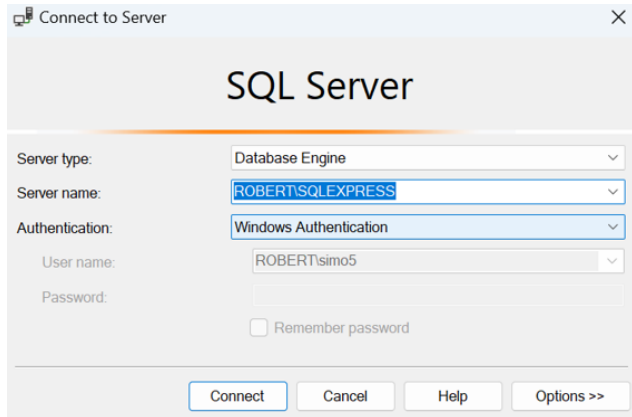 Connect to Server
SQL Server
Server type: Database Engine
Server name: ROBERT\SQLEXPRESS
Authentication: Windows Authentication
User name: ROBERT\simo5
Password:
Remember password
Connect Cancel Help Options >>